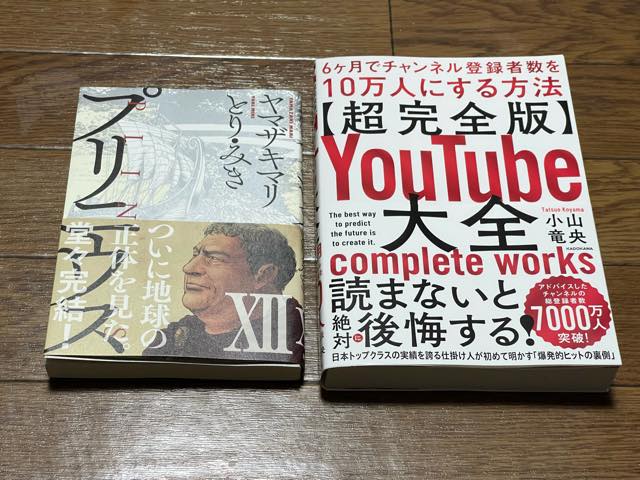 ヤマザキマリ
とり・みき
YAMAZAKI MARI
TORI MIKI
プリニウス
PLIN
ついに地球の
正体を見た。
堂々完結!
XII
6ヶ月でチャンネル登録者数を
10万人にする方法
【超完全版】
YouTube
大全
The best way
to predict
the future is
to create it.
Tatsuo Koyama
小山
竜央
KADOKAWA
complete works
読まないと
絶対に後悔する!
アドバイスした
チャンネルの
総登録者数
7000万人
突破!
日本トップクラスの実績を誇る仕掛け人が初めて明かす「爆発的ヒットの裏側」